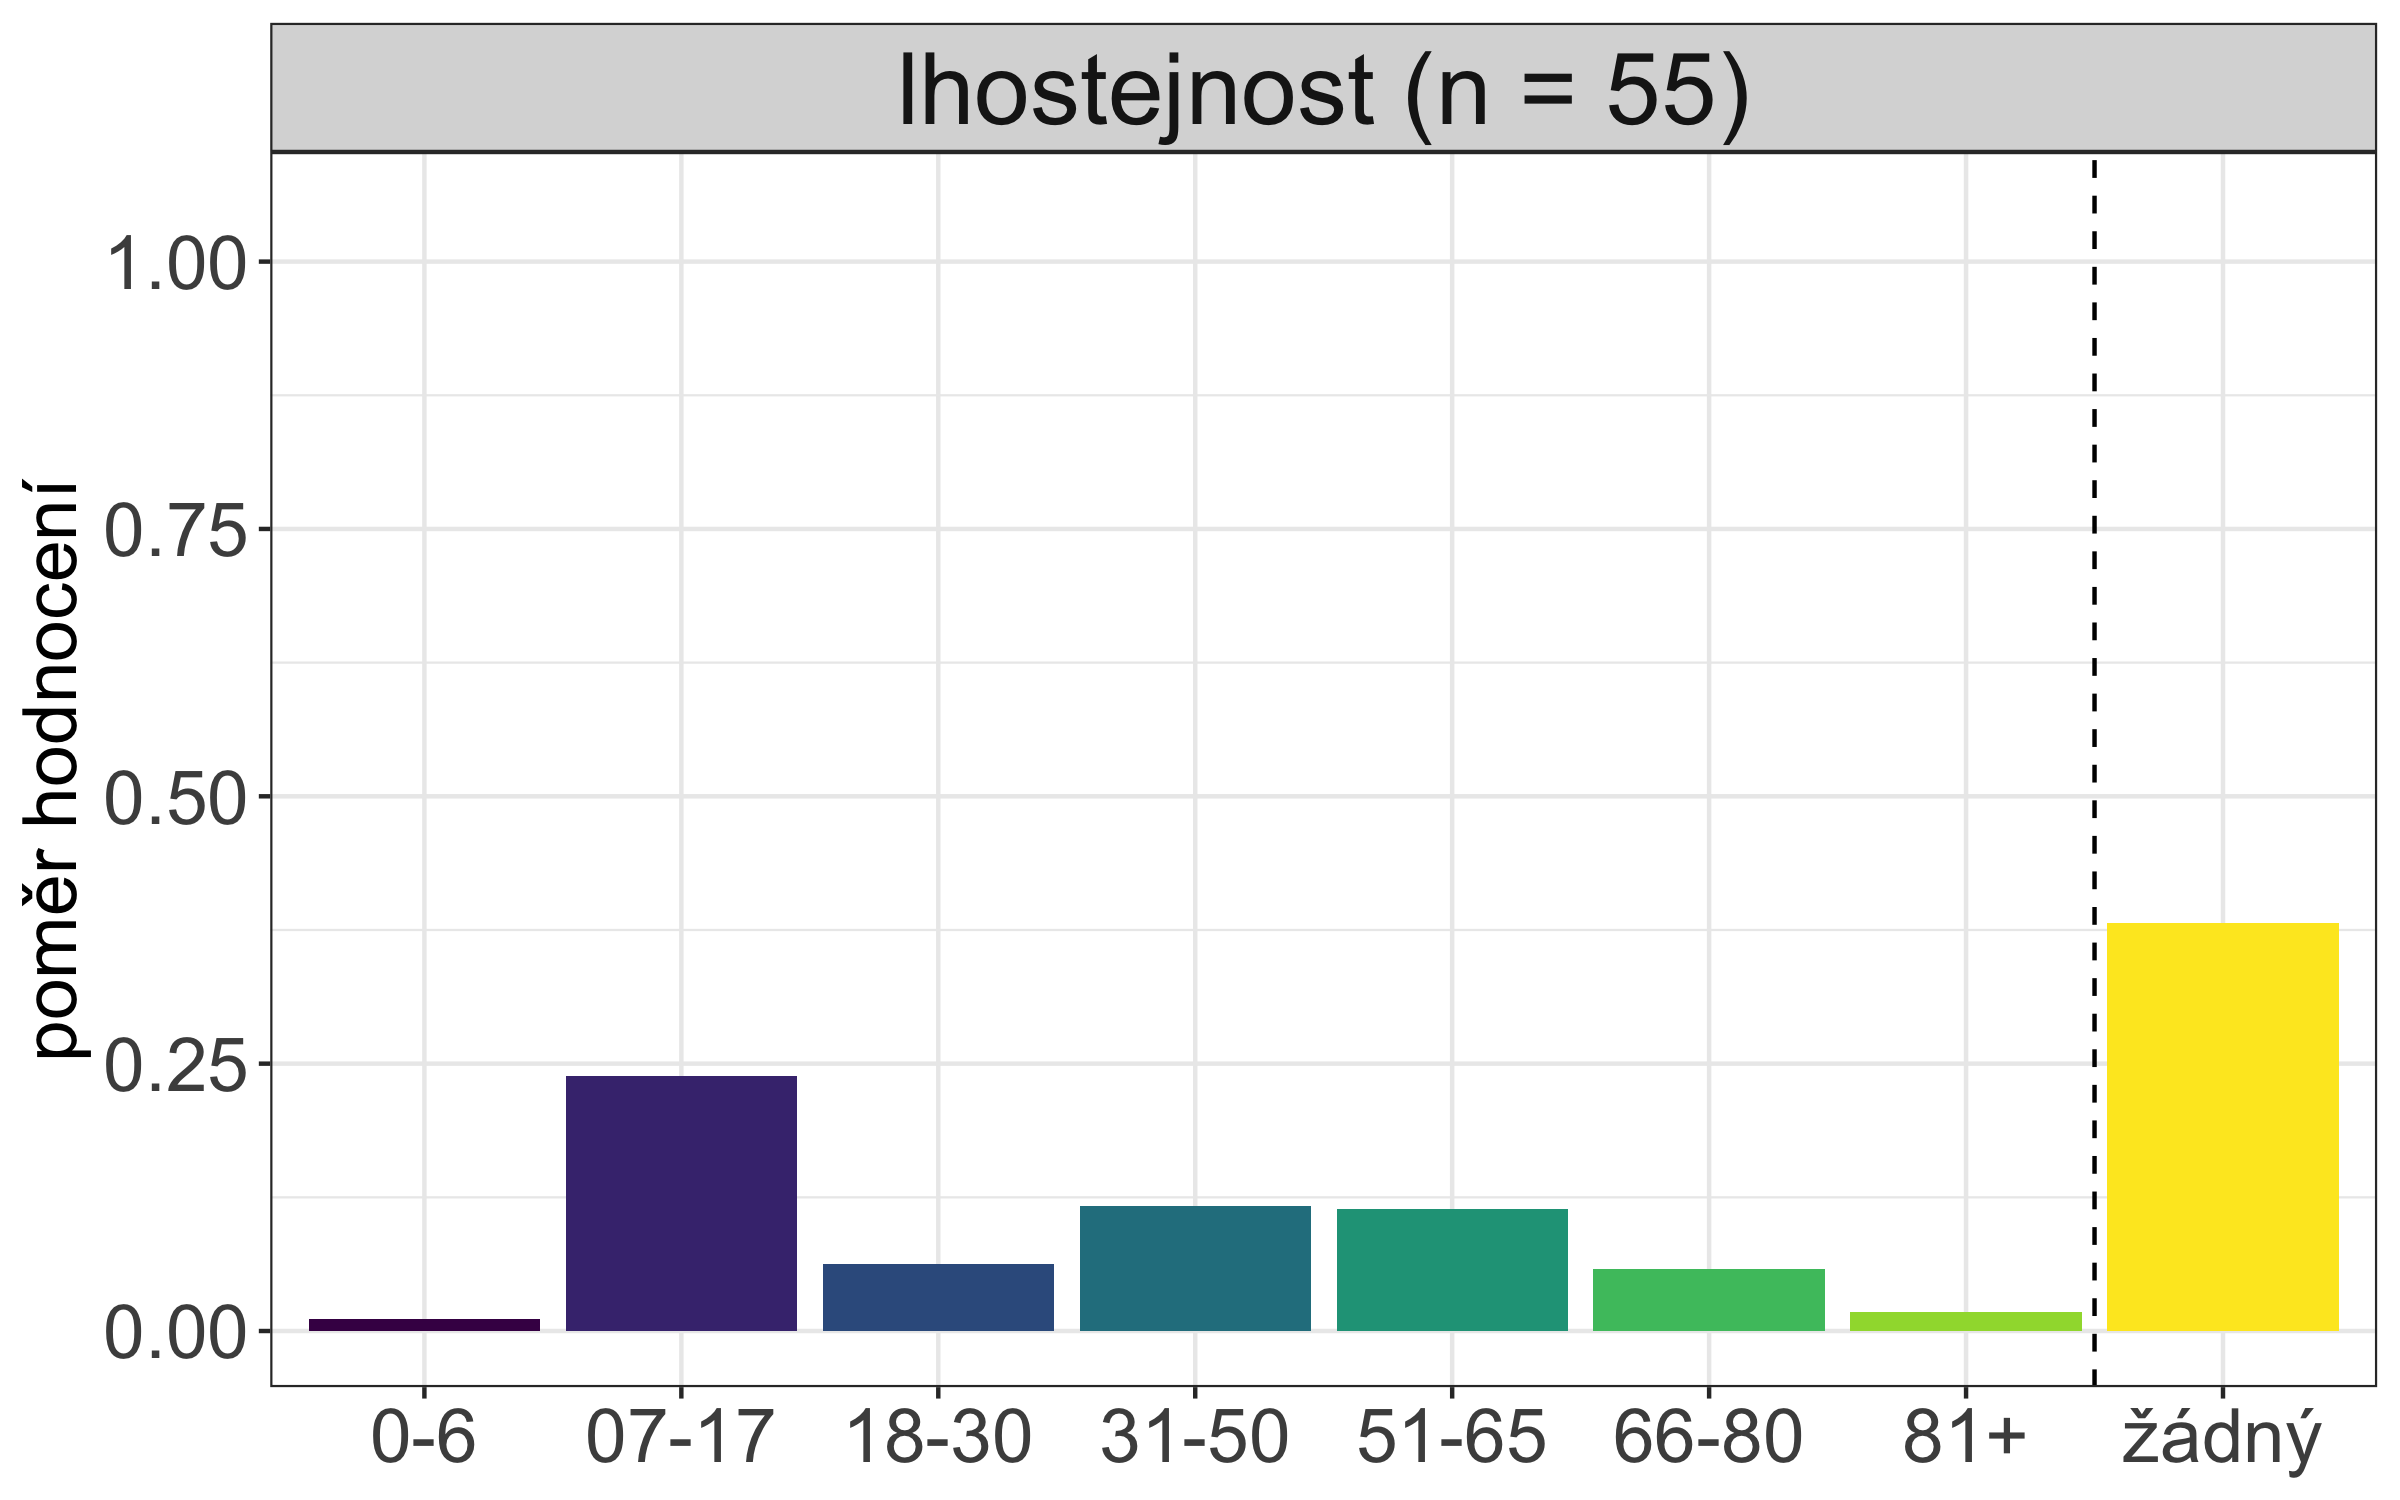 lhostejnost (n = 55)
poměr hodnocení
1.00
0.75
0.50
0.25
0.00
0-6 07-17 18-30 31-50 51-65 66-80 81+ žádný